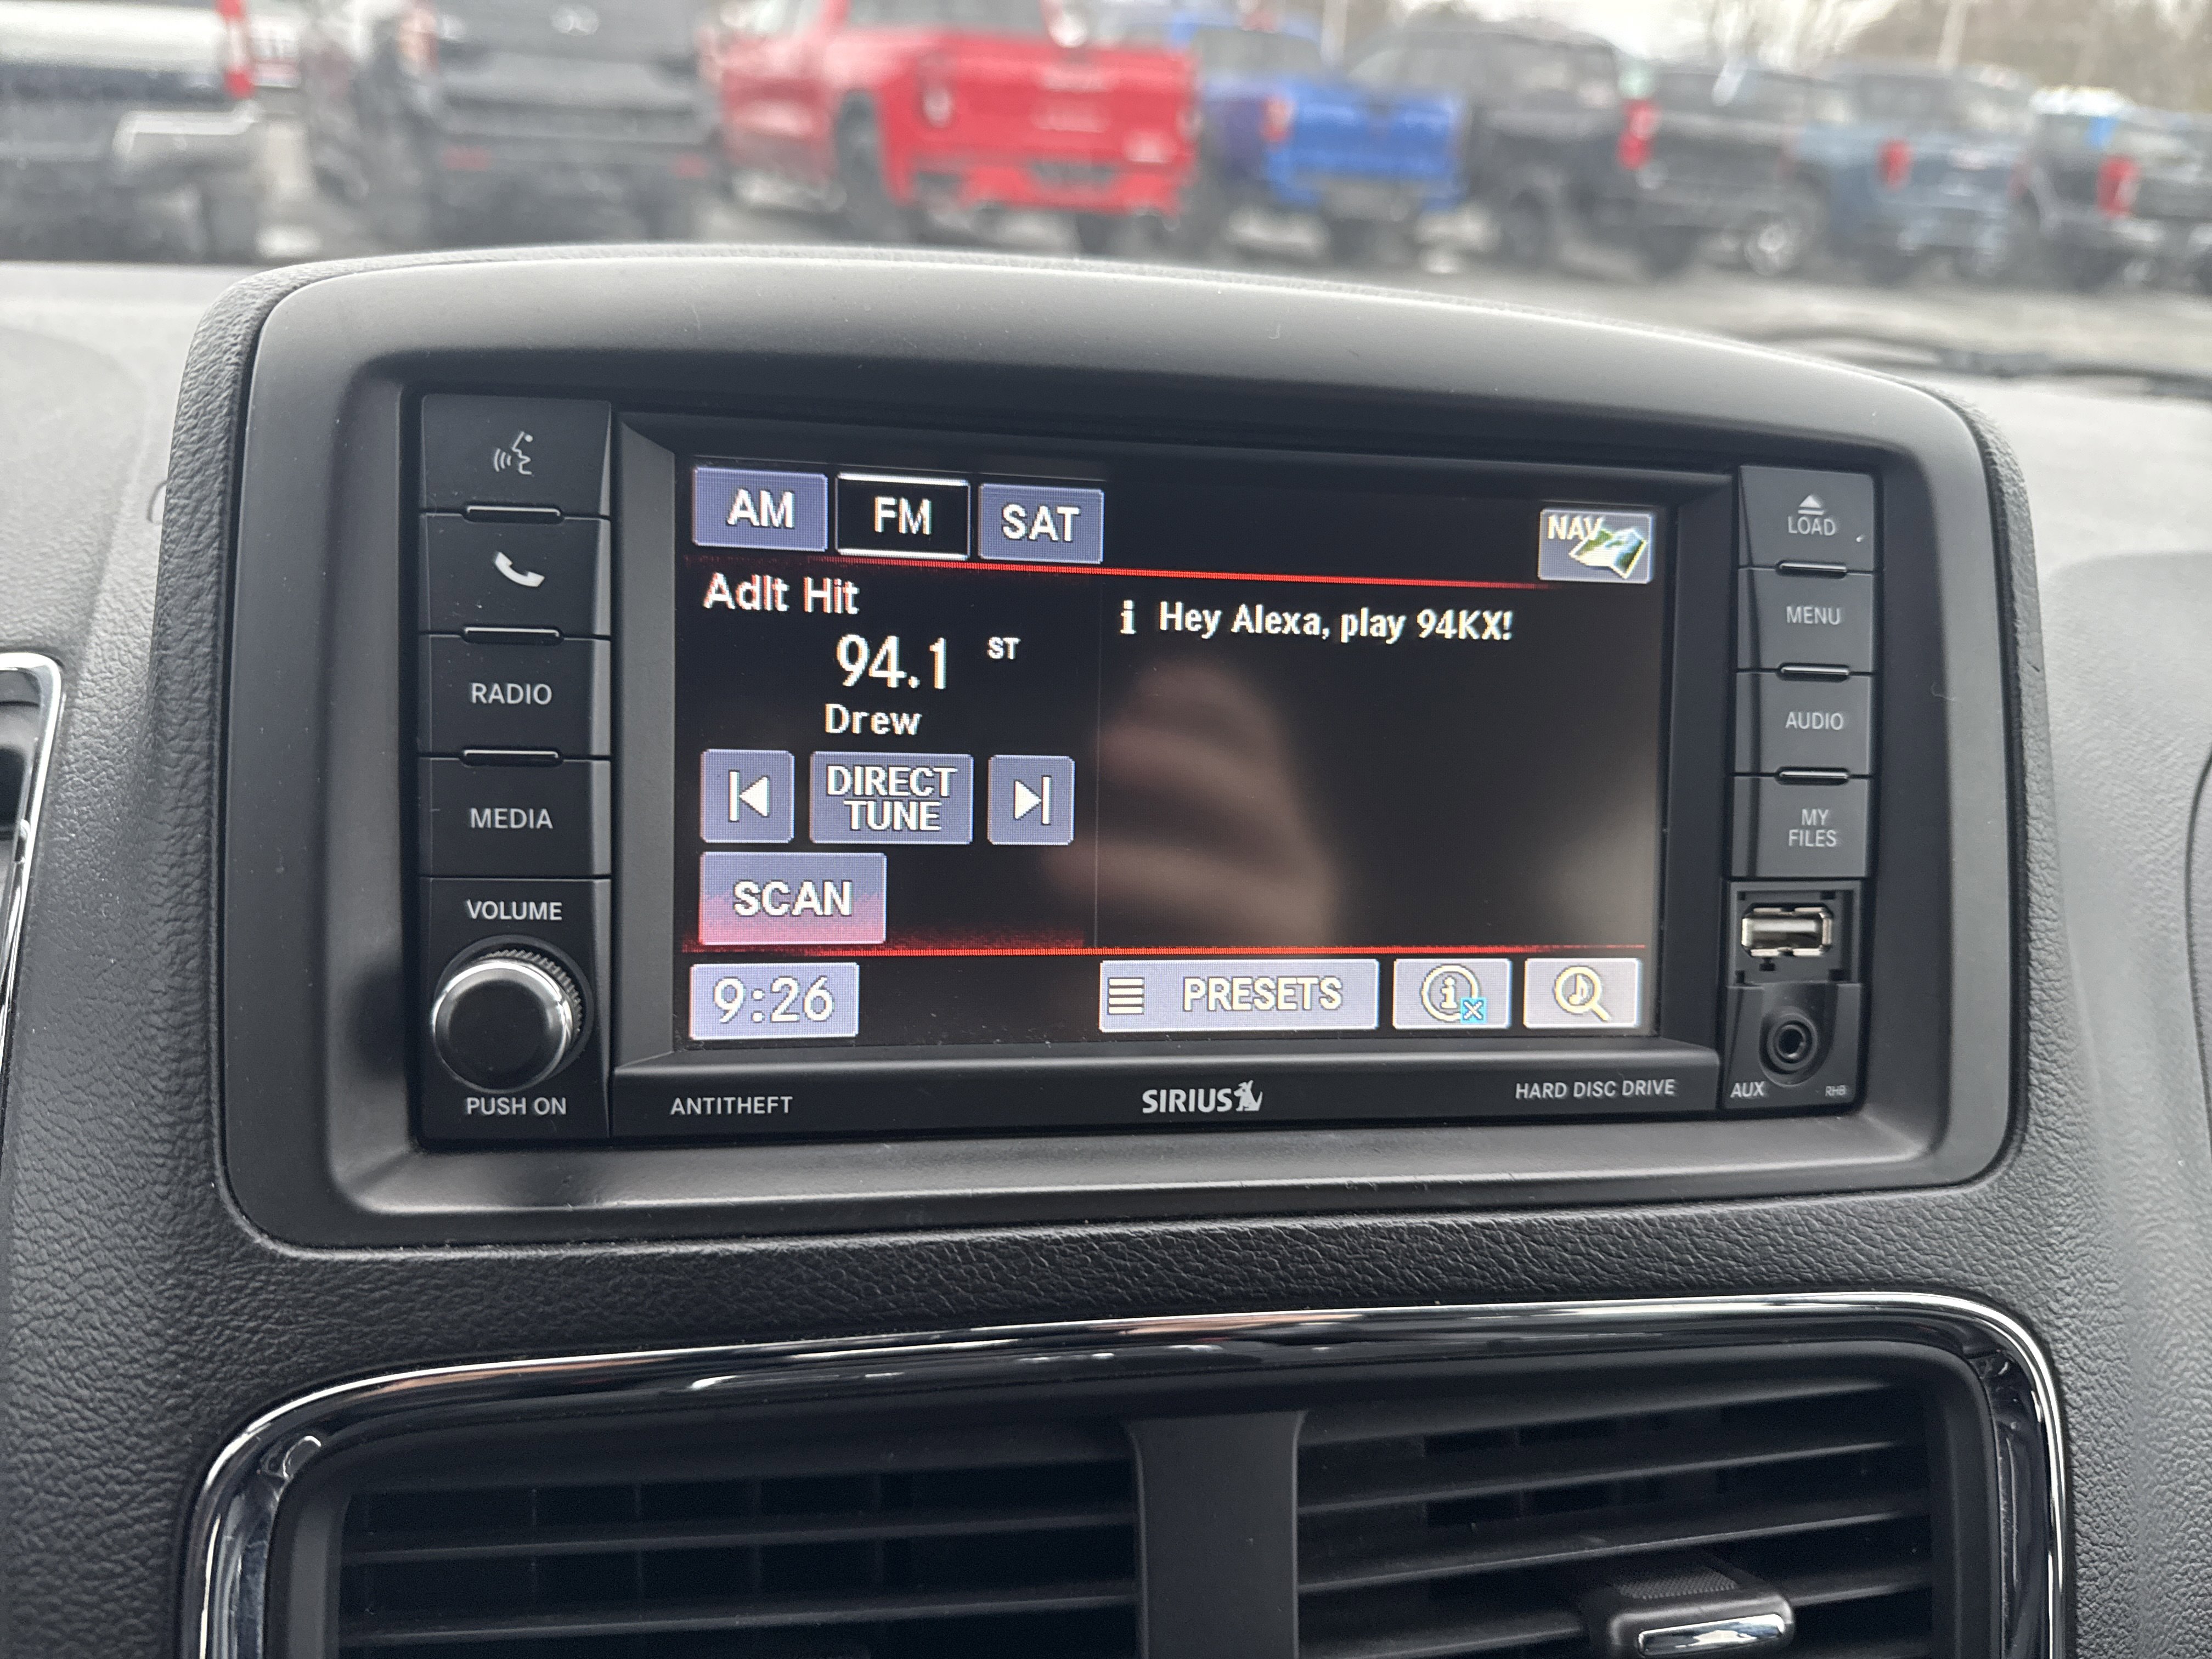 AM
FM
SAT
NAV
Adlt Hit
94.1 ST
Drew
i Hey Alexa, play 94KX!
DIRECT
TUNE
SCAN
9:26
PRESETS
i
RADIO
MEDIA
VOLUME
PUSH ON
ANTITHEFT
SIRIUS
HARD DISC DRIVE
LOAD
MENU
AUDIO
MY
FILES
AUX
RHB